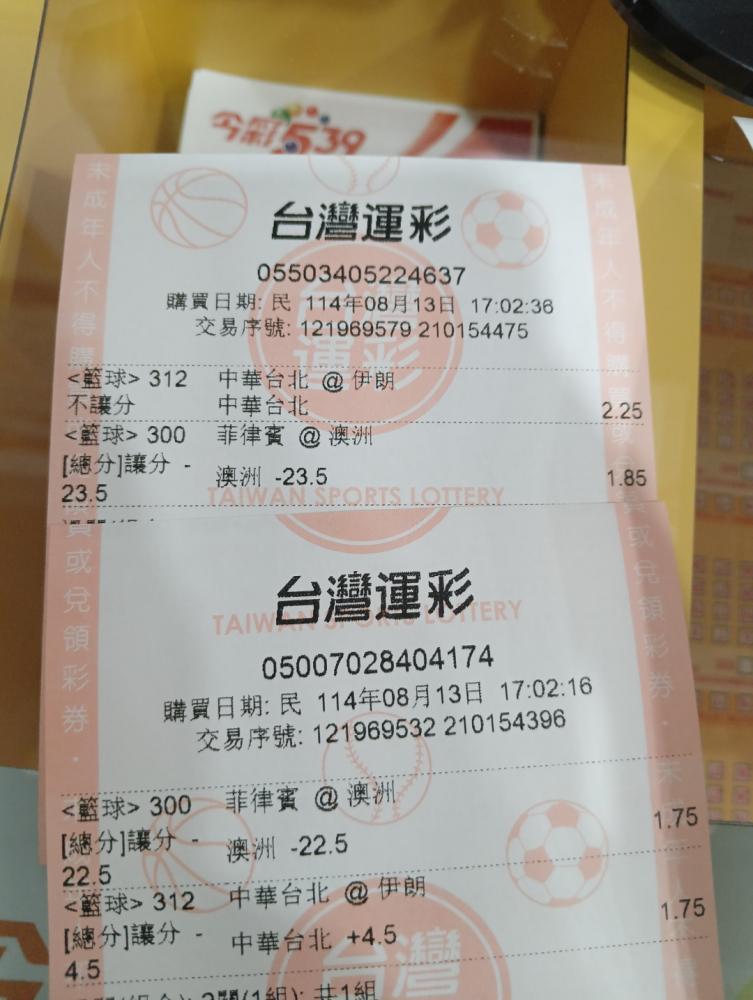 今彩539
台灣運彩
05503405224637
購買日期: 民 114年08月13日 17:02:36
交易序號: 121969579 210154475
<籃球> 312 中華台北 @ 伊朗
不讓分 中華台北 2.25
<籃球> 300 菲律賓 @ 澳洲
[總分]讓分 - 澳洲 -23.5 1.85
23.5
TAIWAN SPORTS LOTTERY
未成年人不得購
台灣運彩
TAIWAN SPORTS LOTTERY
05007028404174
購買日期: 民 114年08月13日 17:02:16
交易序號: 121969532 210154396
<籃球> 300 菲律賓 @ 澳洲
[總分]讓分 - 澳洲 -22.5 1.75
22.5
<籃球> 312 中華台北 @ 伊朗
[總分]讓分 - 中華台北 +4.5 1.75
4.5
2關(1組): 共1組
買或兌領彩券.